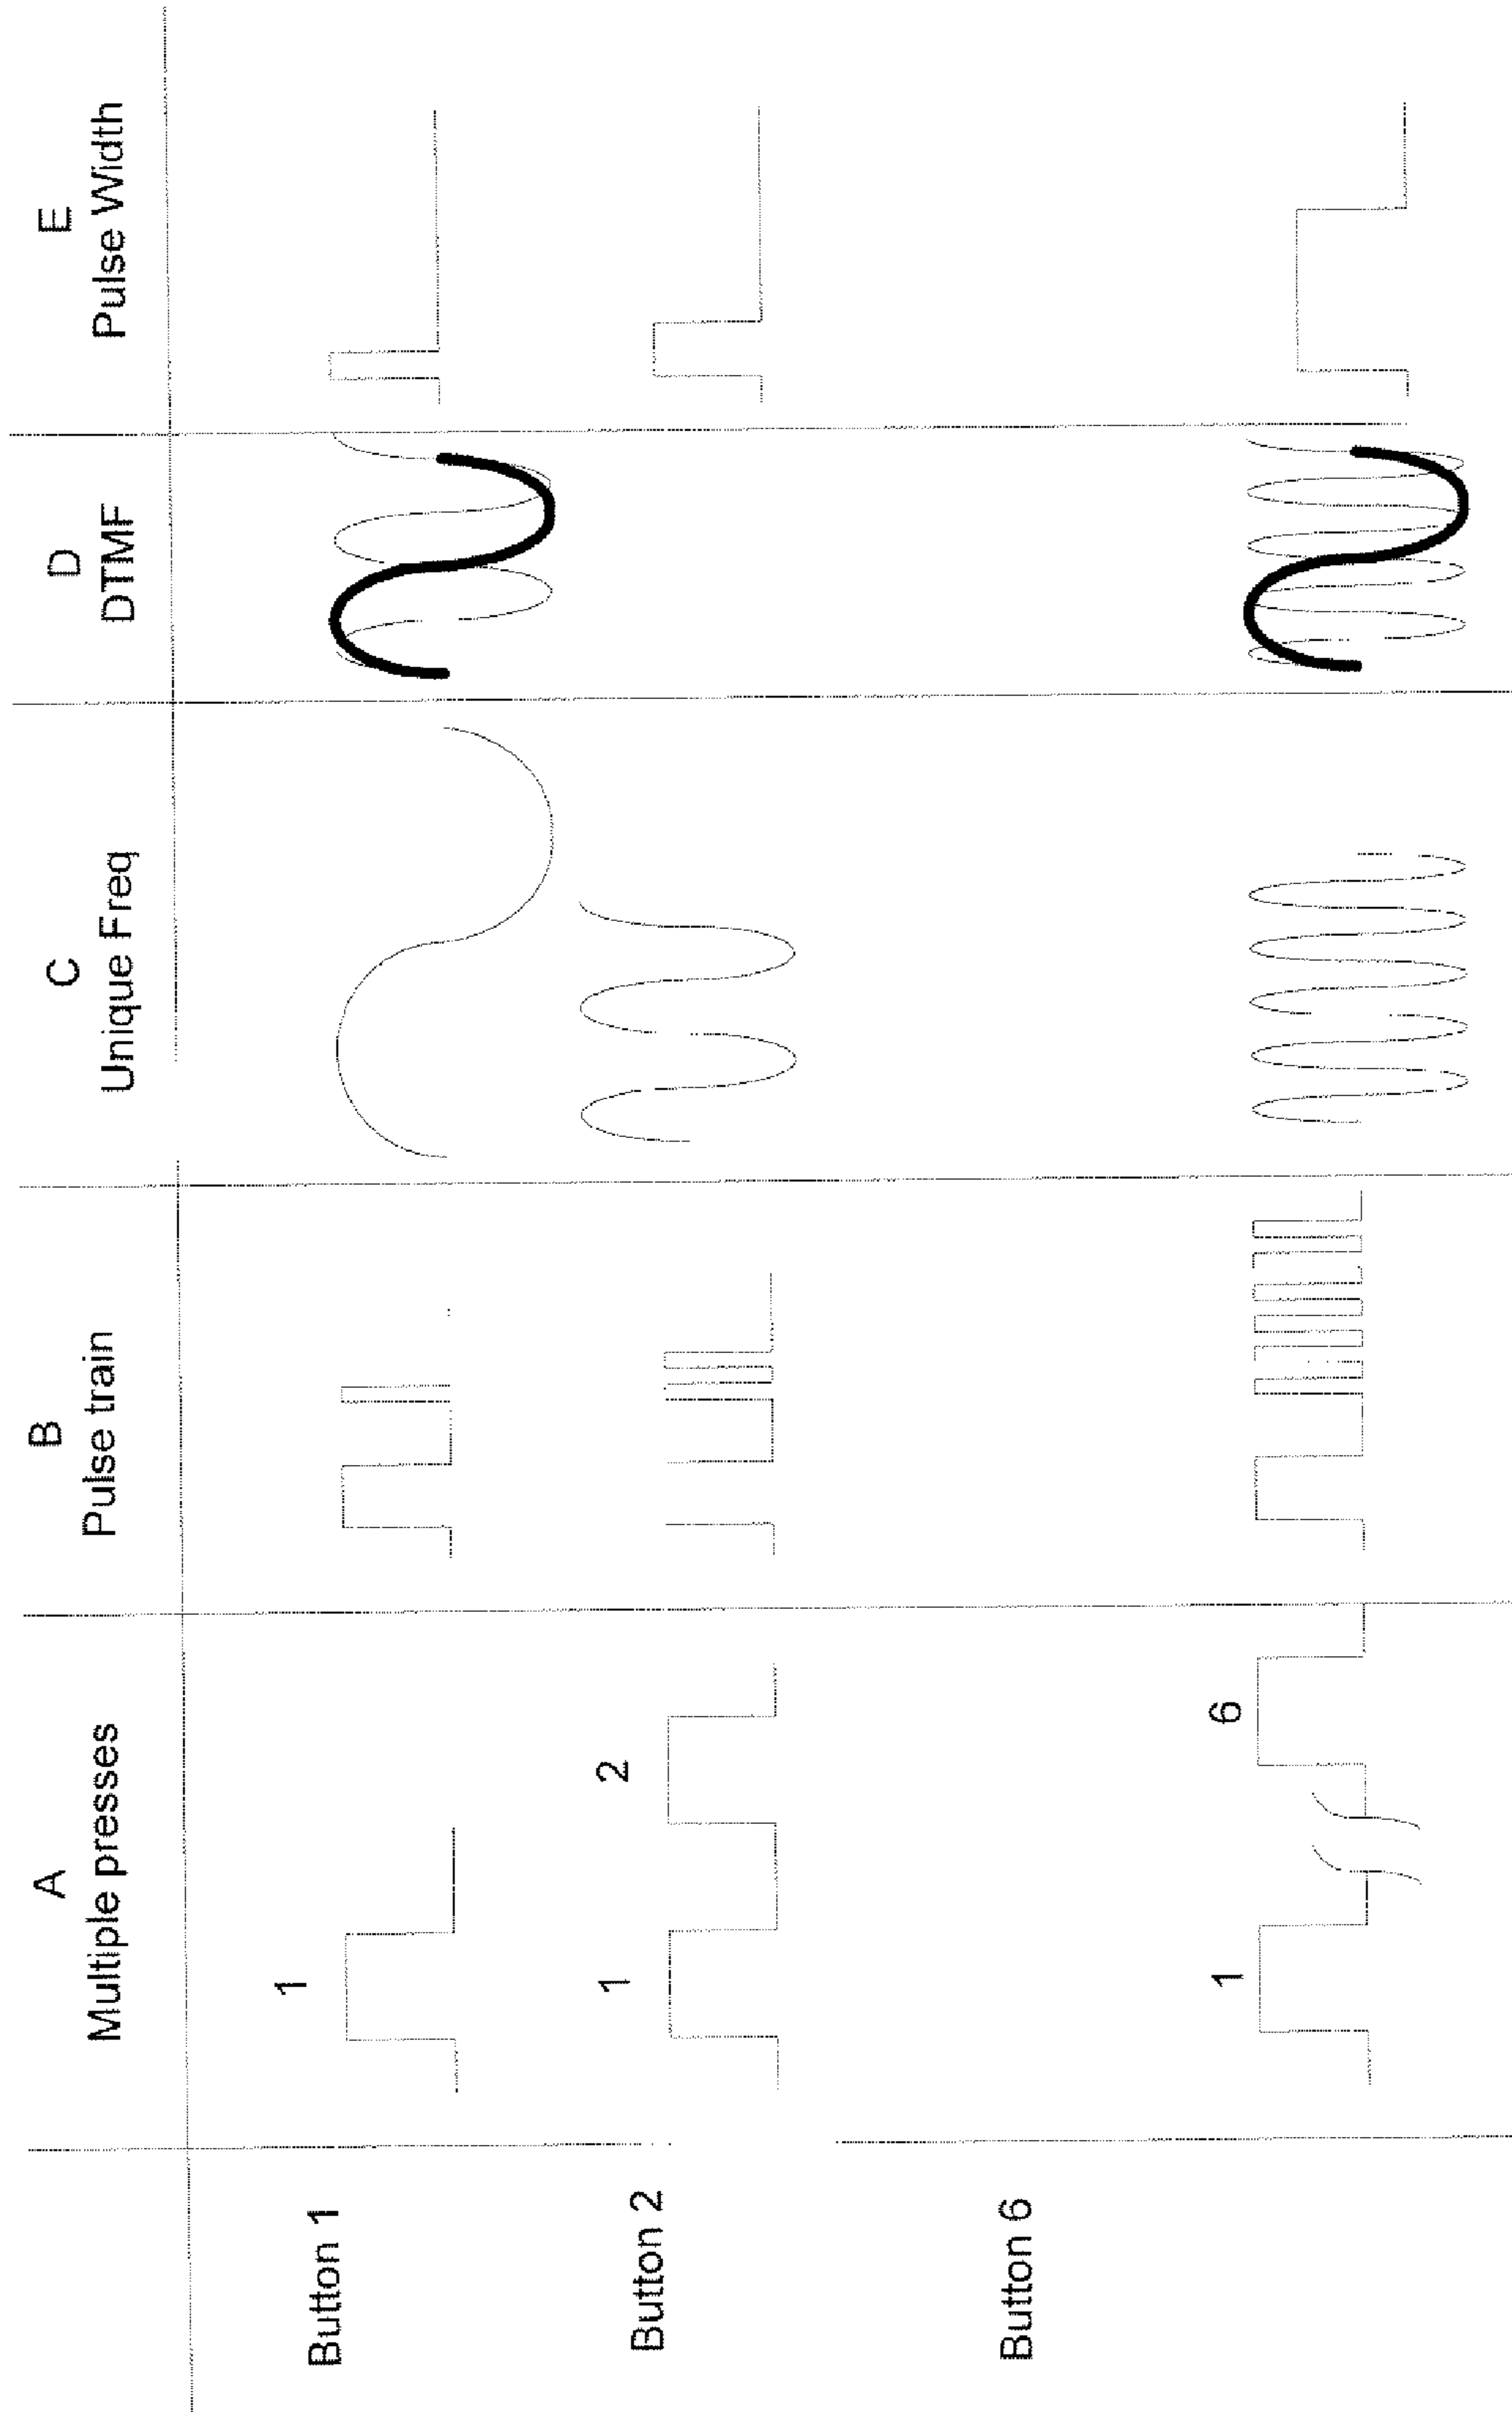 A
Multiple presses
B
Pulse train
C
Unique Freq
D
DTMF
E
Pulse Width
Button 1
1
Button 2
1
2
Button 6
1
6